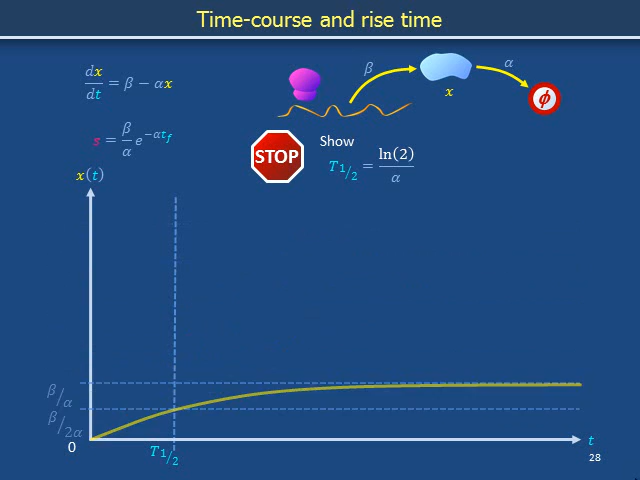 Time-course and rise time
dx/dt = β − αx
β
x
α
ϕ
s = β/α e^−αt_f
STOP
Show
T1/2 = ln(2)/α
x(t)
β/α
β/2α
0
T1/2
t
28